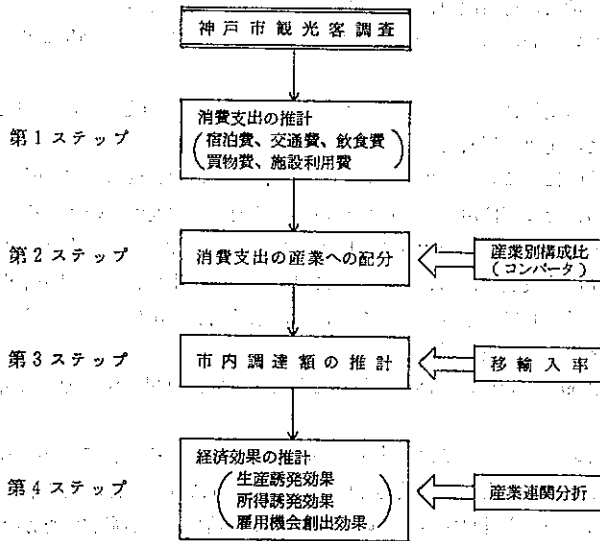 神戸市観光客調査
第1ステップ
消費支出の推計
(宿泊費、交通費、飲食費
買物費、施設利用費)
第2ステップ
消費支出の産業への配分
産業別構成比
(コンバータ)
第3ステップ
市内調達額の推計
移輸入率
第4ステップ
経済効果の推計
(生産誘発効果
所得誘発効果
雇用機会創出効果)
産業連関分折